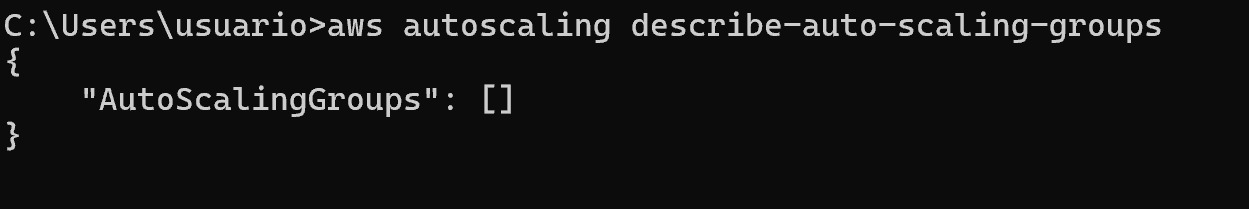 C:\Users\usuario>aws autoscaling describe-auto-scaling-groups
{
    "AutoScalingGroups": []
}